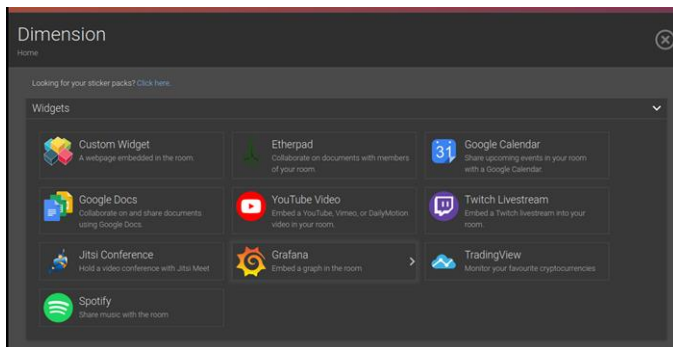 Dimension
Home
Looking for your sticker packs? Click here.
Widgets
Custom Widget
A webpage embedded in the room.
Etherpad
Collaborate on documents with members
of your room.
31
Google Calendar
Share upcoming events in your room
with a Google Calendar.
Google Docs
Collaborate on and share documents
using Google Docs.
YouTube Video
Embed a YouTube, Vimeo, or DailyMotion
video in your room.
Twitch Livestream
Embed a Twitch livestream into your
room.
Jitsi Conference
Hold a video conference with Jitsi Meet
Grafana
Embed a graph in the room
TradingView
Monitor your favourite cryptocurrencies
Spotify
Share music with the room